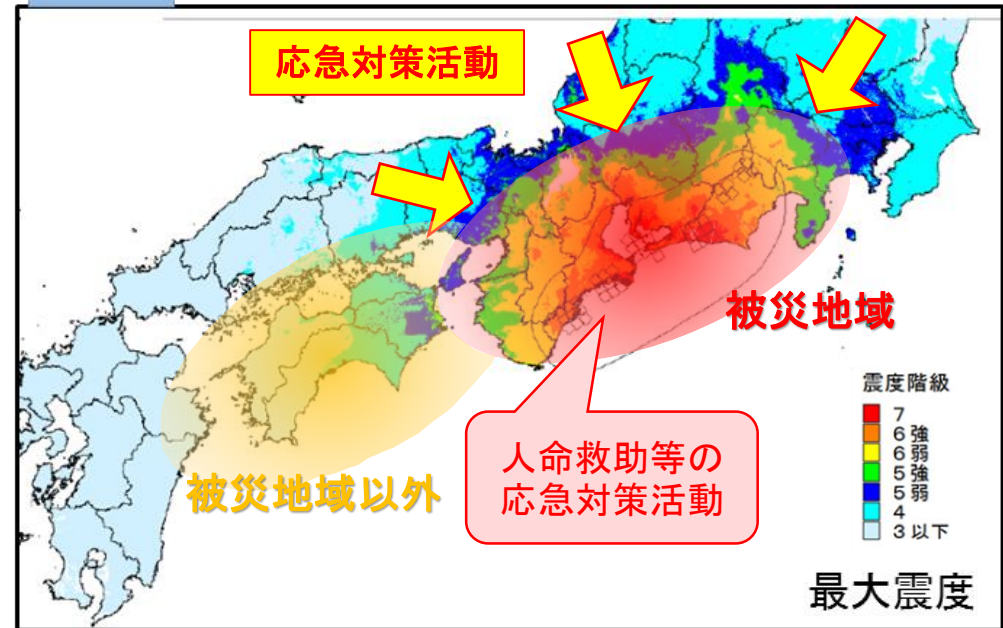 応急対策活動
被災地域
被災地域以外
人命救助等の
応急対策活動
震度階級
7
6強
6弱
5強
5弱
4
3以下
最大震度